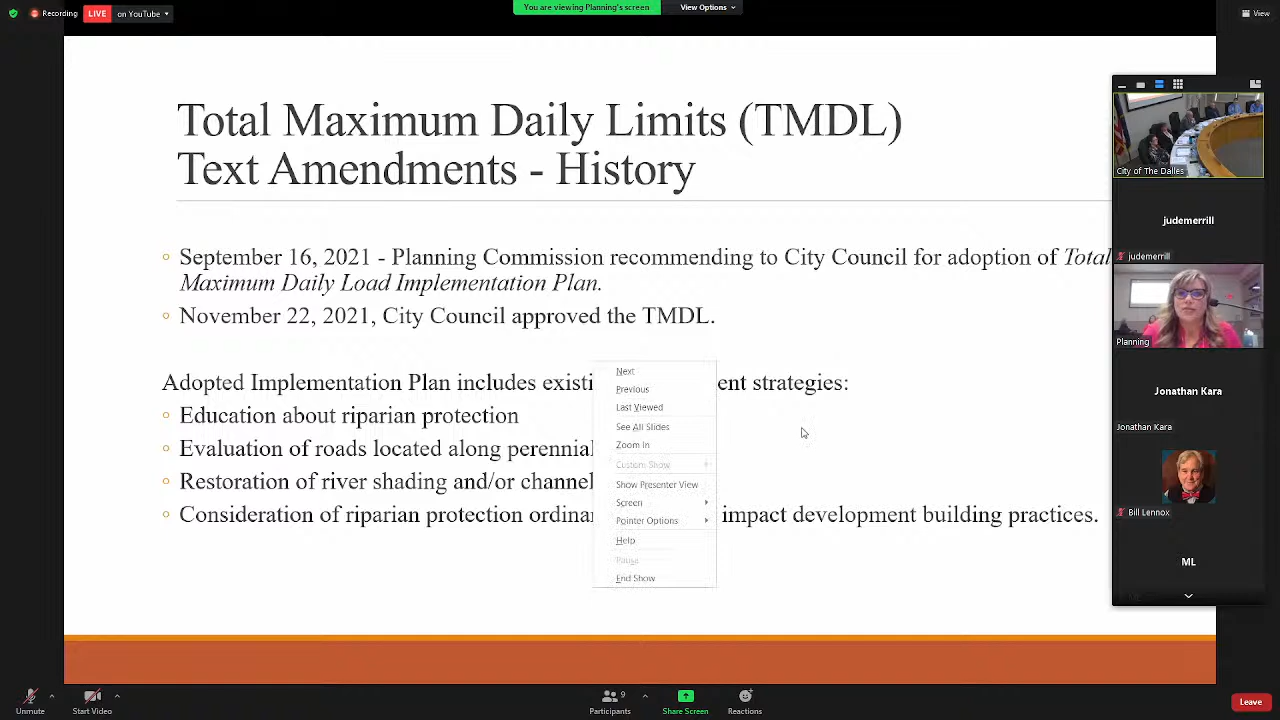 Recording
LIVE
on YouTube
You are viewing Planning's screen
View Options
View
Total Maximum Daily Limits (TMDL)
Text Amendments - History
September 16, 2021 - Planning Commission recommending to City Council for adoption of Total
Maximum Daily Load Implementation Plan.
November 22, 2021, City Council approved the TMDL.
Adopted Implementation Plan includes strategies:
Education about riparian protection
Evaluation of roads located along perennial
Restoration of river shading and/or channel
Consideration of riparian protection impact development building practices.
Next
Previous
Last Viewed
See All Slides
Zoom In
Custom Show
Show Presenter View
Screen
Pointer Options
Help
Pause
End Show
City Of The Dalles
judemerrill
judemerrill
Planning
Jonathan Kara
Jonathan Kara
Bill Lennox
ML
Unmute
Start Video
9
Participants
Share Screen
Reactions
Leave